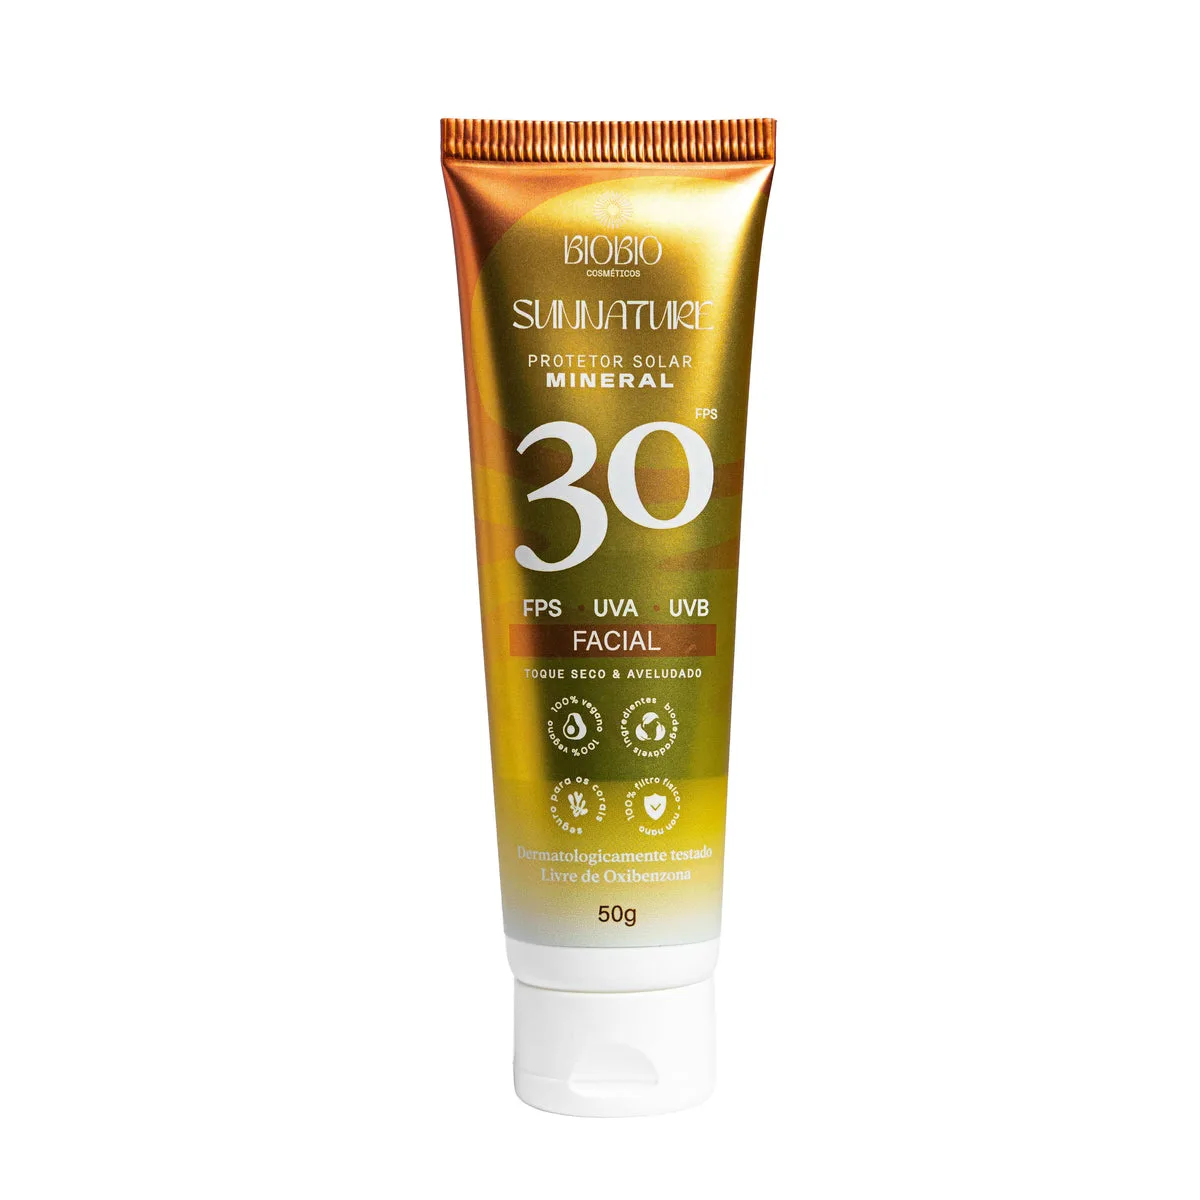 BIOBIO
COSMÉTICOS
SUNNATURE
PROTETOR SOLAR
MINERAL
30 FPS
FPS • UVA • UVB
FACIAL
TOQUE SECO & AVELUDADO
100% vegano 100% vegano
ingredientes biodegradáveis
seguro para os corais
100% filtro físico - non nano
Dermatologicamente testado
Livre de Oxibenzona
50g